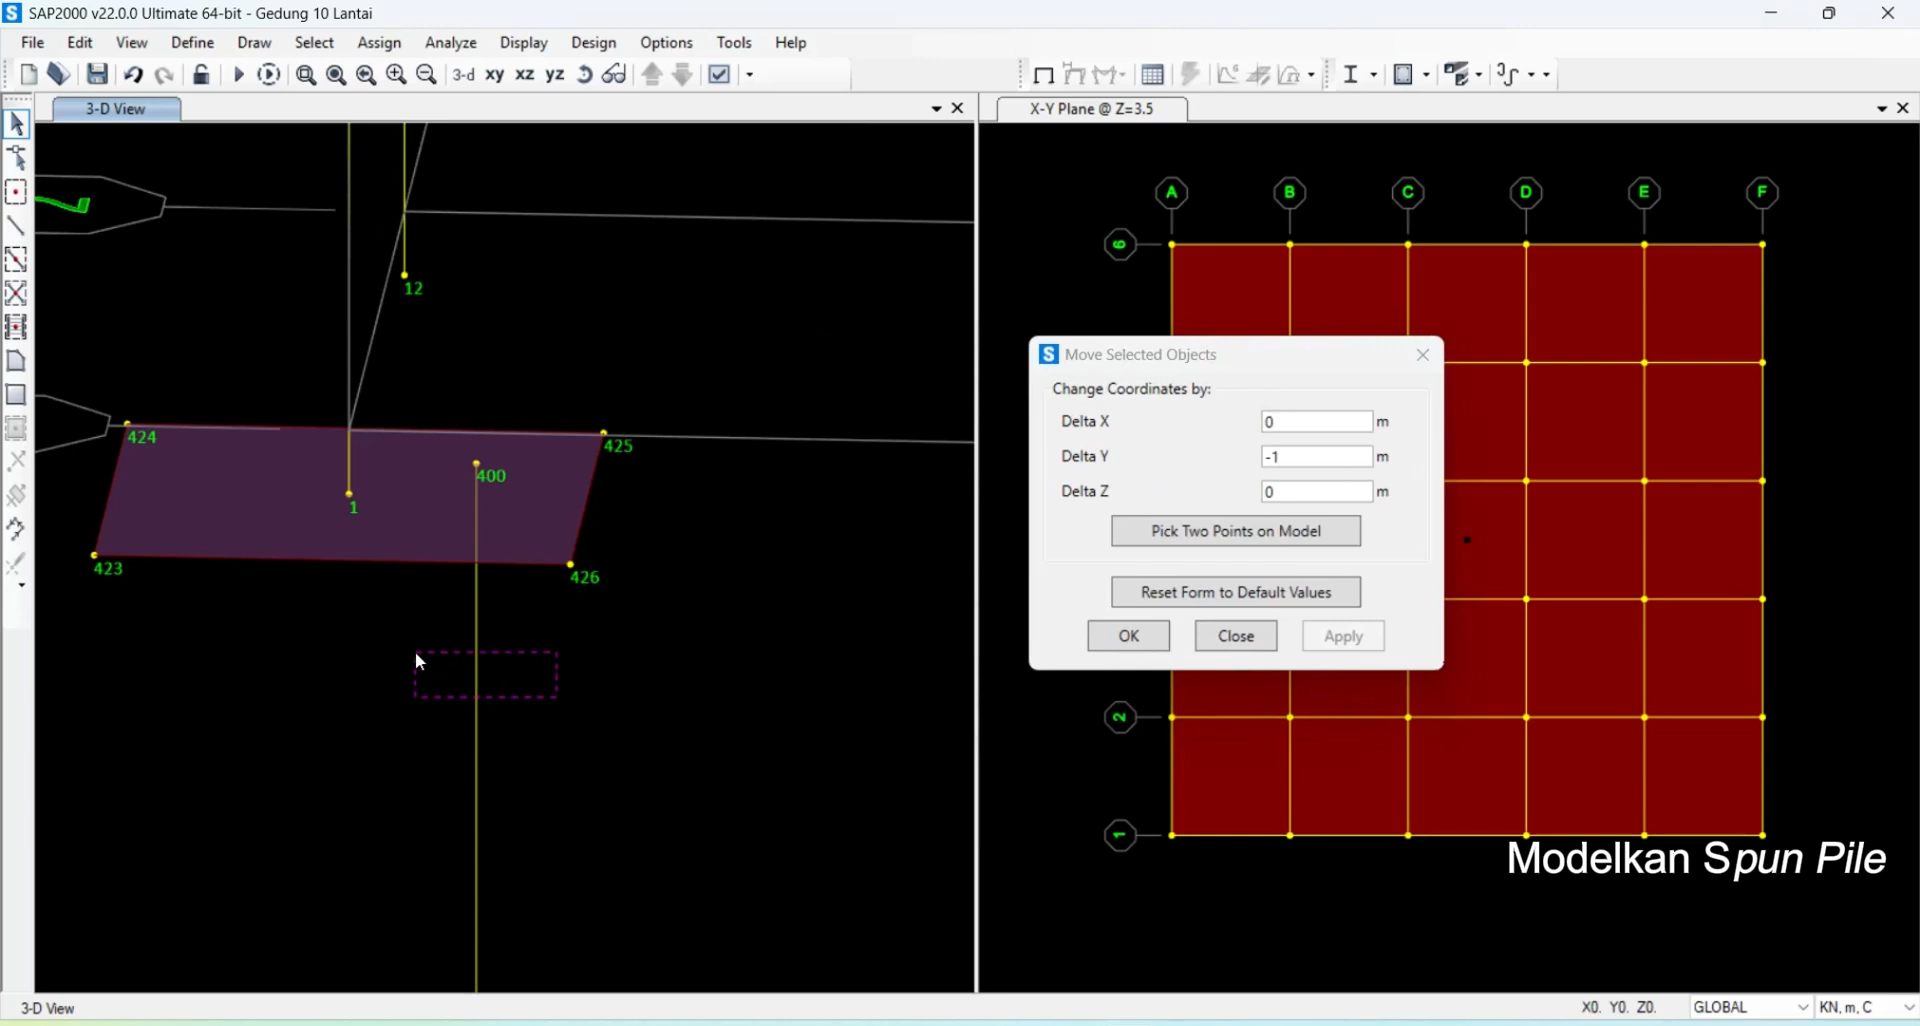 SAP2000 v22.0.0 Ultimate 64-bit - Gedung 10 Lantai
File Edit View Define Draw Select Assign Analyze Display Design Options Tools Help
3-d xy xz yz
3-D View
X-Y Plane @ Z=3.5
12
424
425
400
1
423
426
A B C D E F
6
2
1
Move Selected Objects
Change Coordinates by:
Delta X 0 m
Delta Y -1 m
Delta Z 0 m
Pick Two Points on Model
Reset Form to Default Values
OK Close Apply
Modelkan Spun Pile
3-D View
X0. Y0. Z0. GLOBAL KN, m, C